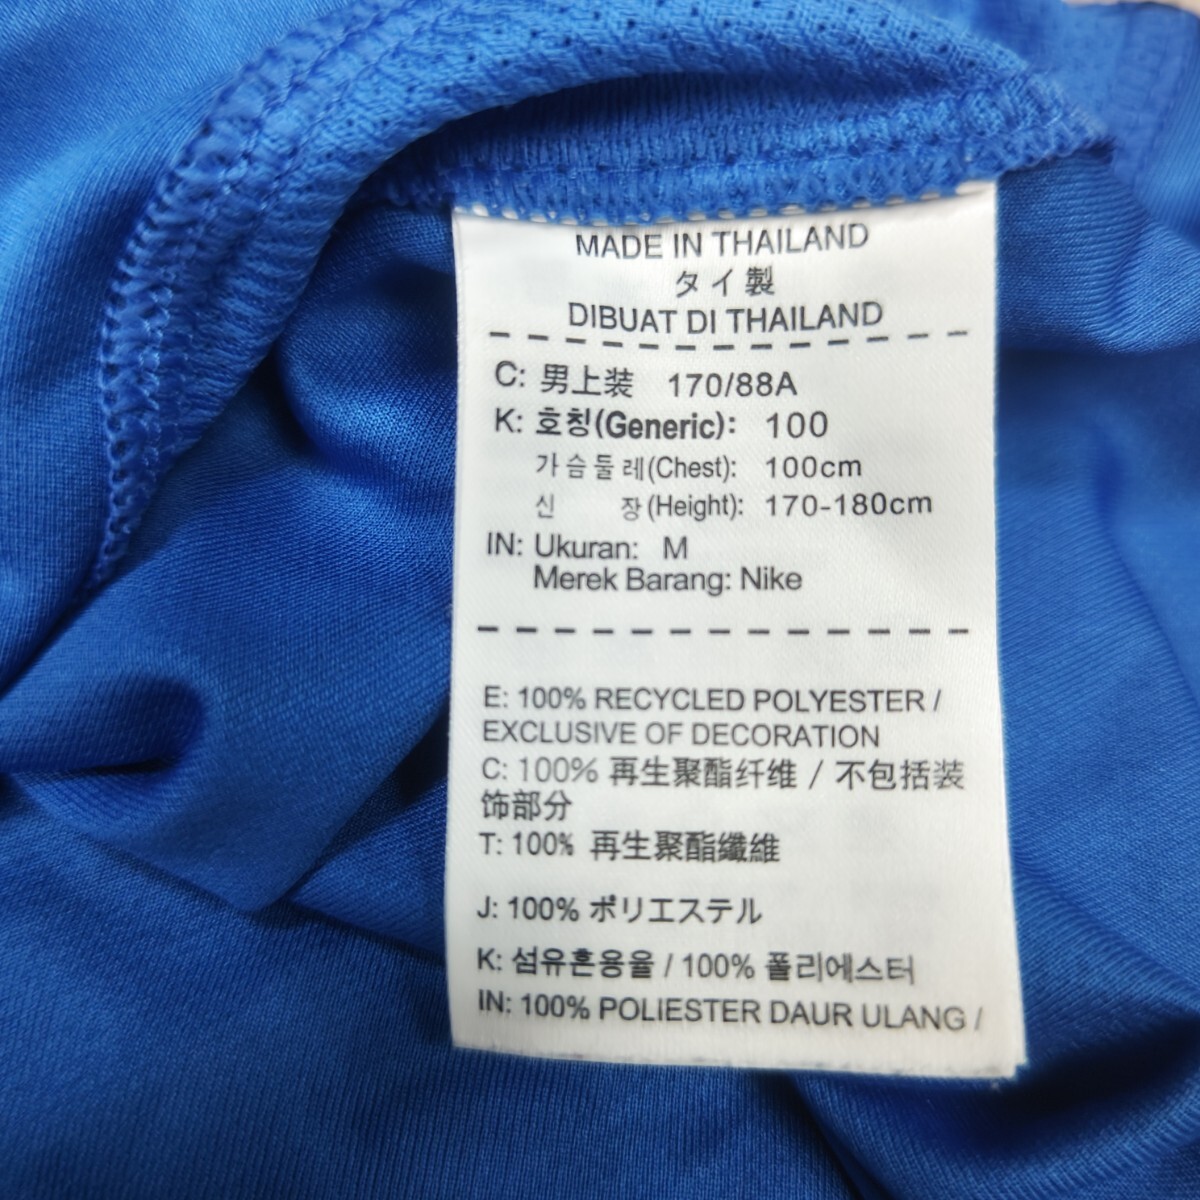 MADE IN THAILAND
タイ製
DIBUAT DI THAILAND
C: 男上装 170/88A
K: 호칭(Generic): 100
가슴둘레(Chest): 100cm
신 장(Height): 170-180cm
IN: Ukuran: M
Merek Barang: Nike
E: 100% RECYCLED POLYESTER /
EXCLUSIVE OF DECORATION
C: 100% 再生聚酯纤维 / 不包括装
饰部分
T: 100% 再生聚酯纖維
J: 100% ポリエステル
K: 섬유혼용율 / 100% 폴리에스터
IN: 100% POLIESTER DAUR ULANG /